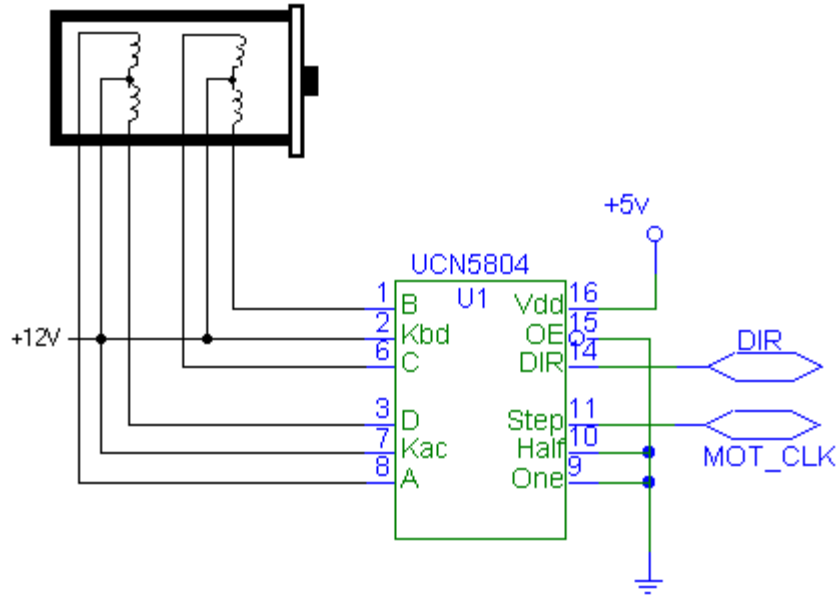 +5v
UCN5804
U1
1 B Vdd 16
+12V 2 Kbd OE 15
6 C DIR 14 DIR
3 D Step 11
7 Kac Half 10 MOT_CLK
8 A One 9